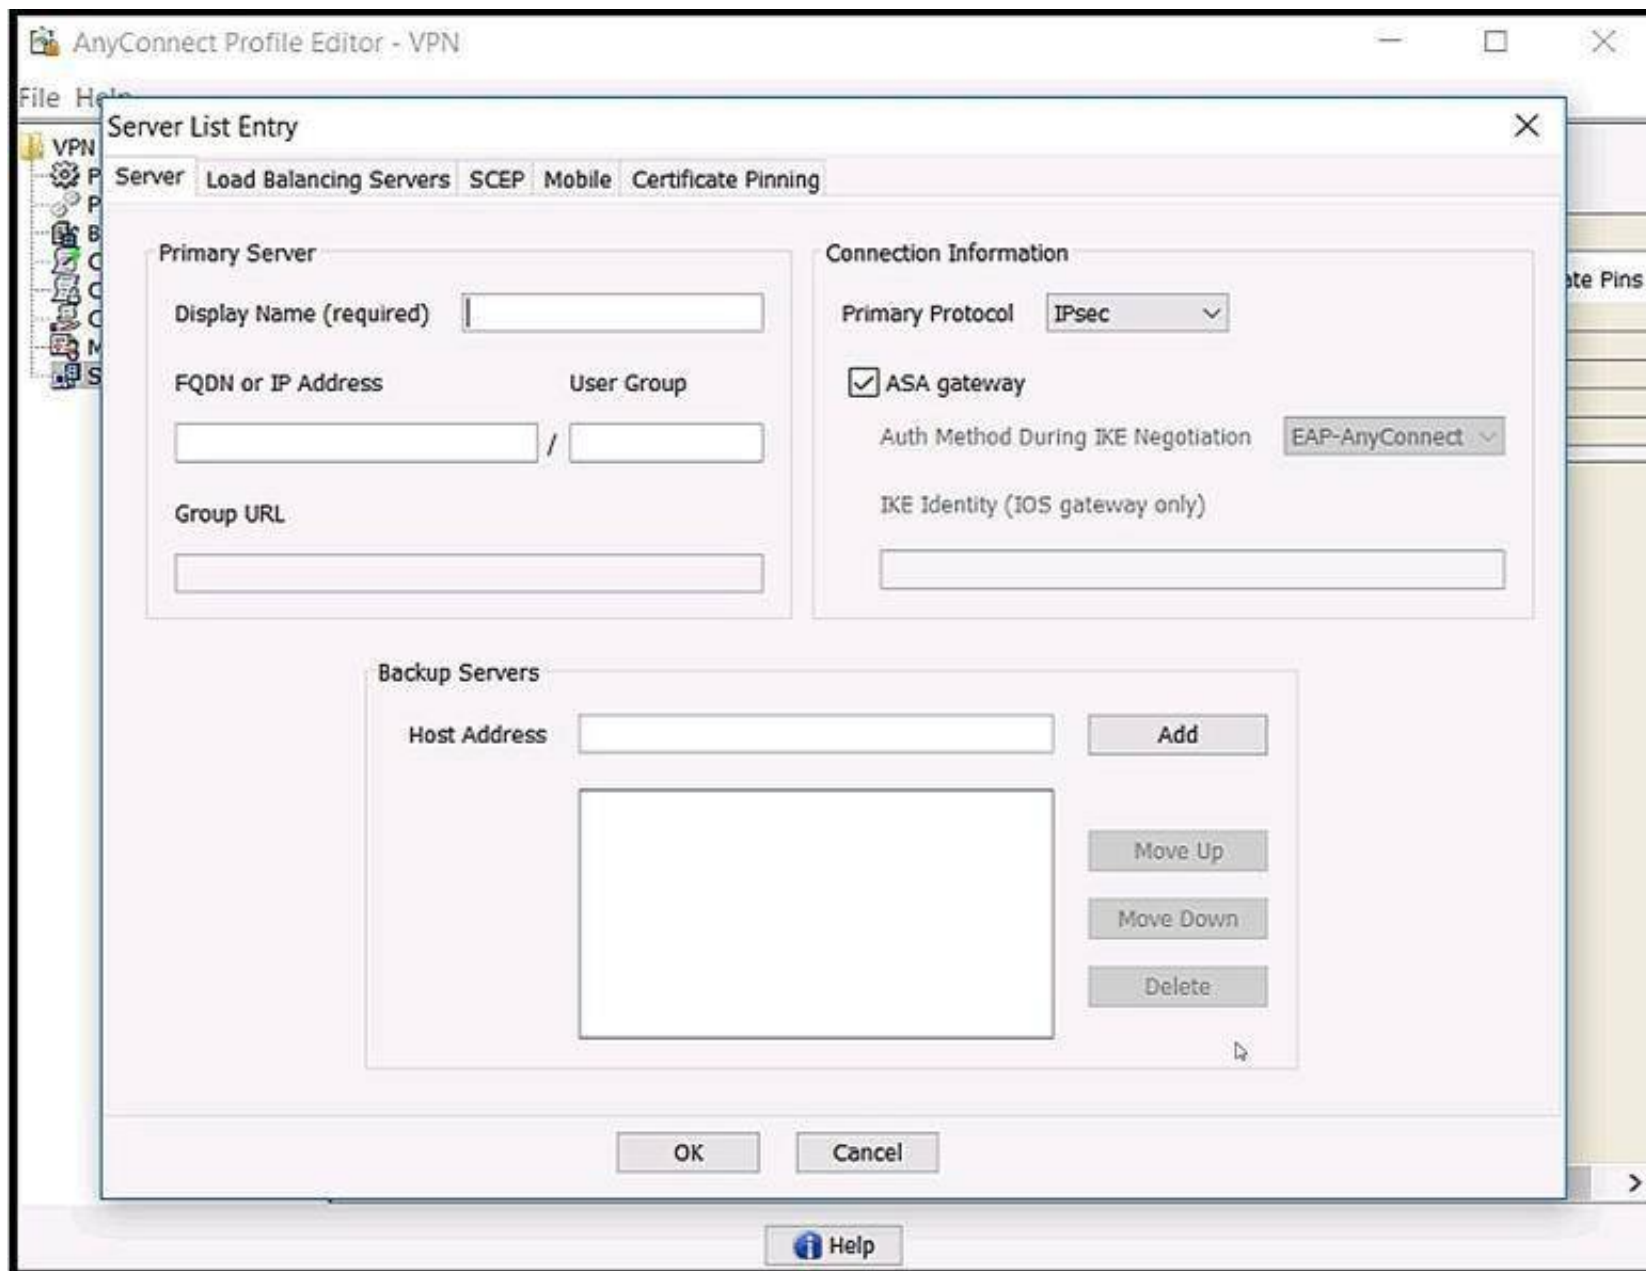 AnyConnect Profile Editor - VPN
File Help
Server List Entry
VPN
Server Load Balancing Servers SCEP Mobile Certificate Pinning
P
P
B
C
C
C
M
S
Primary Server
Display Name (required)
FQDN or IP Address User Group
/
Group URL
Connection Information
Primary Protocol IPsec
ASA gateway
Auth Method During IKE Negotiation EAP-AnyConnect
IKE Identity (IOS gateway only)
ate Pins
Backup Servers
Host Address Add
Move Up
Move Down
Delete
OK Cancel
Help